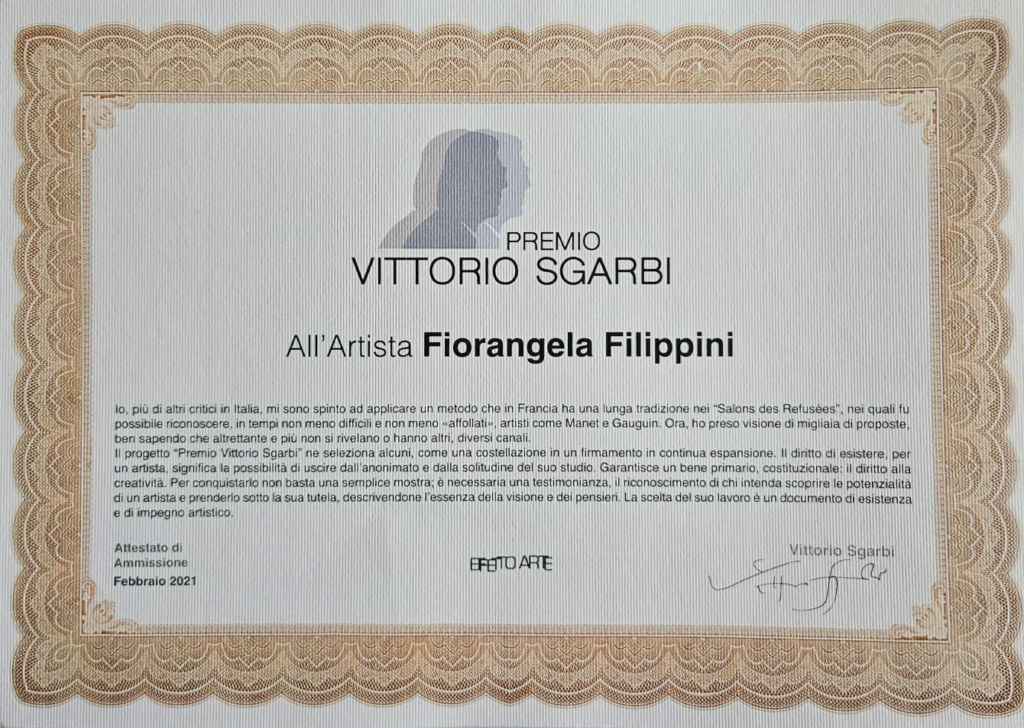 PREMIO
VITTORIO SGARBI
All'Artista Fiorangela Filippini
Io, più di altri critici in Italia, mi sono spinto ad applicare un metodo che in Francia ha una lunga tradizione nei "Salons des Refusées", nei quali fu
possibile riconoscere, in tempi non meno difficili e non meno «affollati», artisti come Manet e Gauguin. Ora, ho preso visione di migliaia di proposte,
ben sapendo che altrettante e più non si rivelano o hanno altri, diversi canali.
Il progetto "Premio Vittorio Sgarbi" ne seleziona alcuni, come una costellazione in un firmamento in continua espansione. Il diritto di esistere, per
un artista, significa la possibilità di uscire dall'anonimato e dalla solitudine del suo studio. Garantisce un bene primario, costituzionale: il diritto alla
creatività. Per conquistarlo non basta una semplice mostra; è necessaria una testimonianza, il riconoscimento di chi intenda scoprire le potenzialità
di un artista e prenderlo sotto la sua tutela, descrivendone l'essenza della visione e dei pensieri. La scelta del suo lavoro è un documento di esistenza
e di impegno artistico.
Attestato di
Ammissione
Febbraio 2021
EFFETTO ARTE
Vittorio Sgarbi